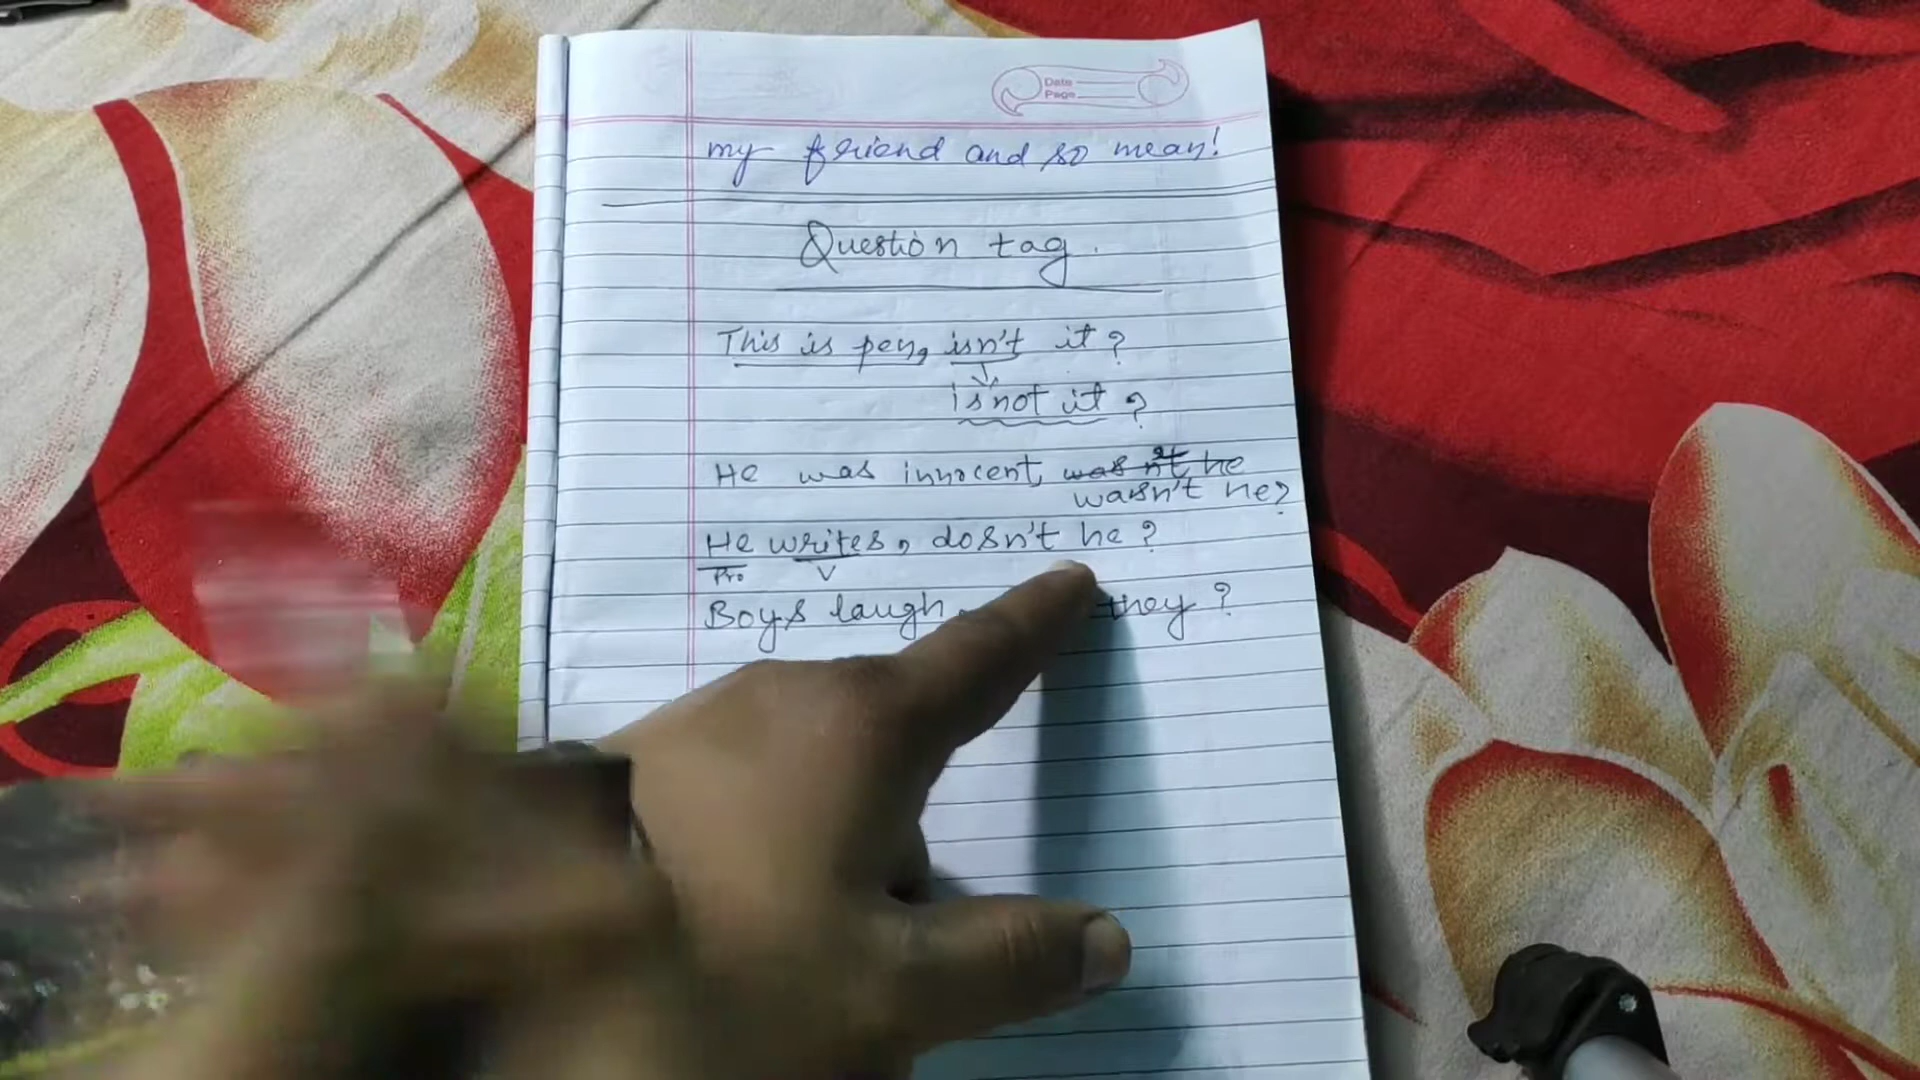 Date
Page
my friend and so mean!
Question tag.
This is pen, isn't it?
is not it?
He was innocent, wasn't he
wasn't he?
He writes, dosn't he?
Pro V
Boys laugh, they?